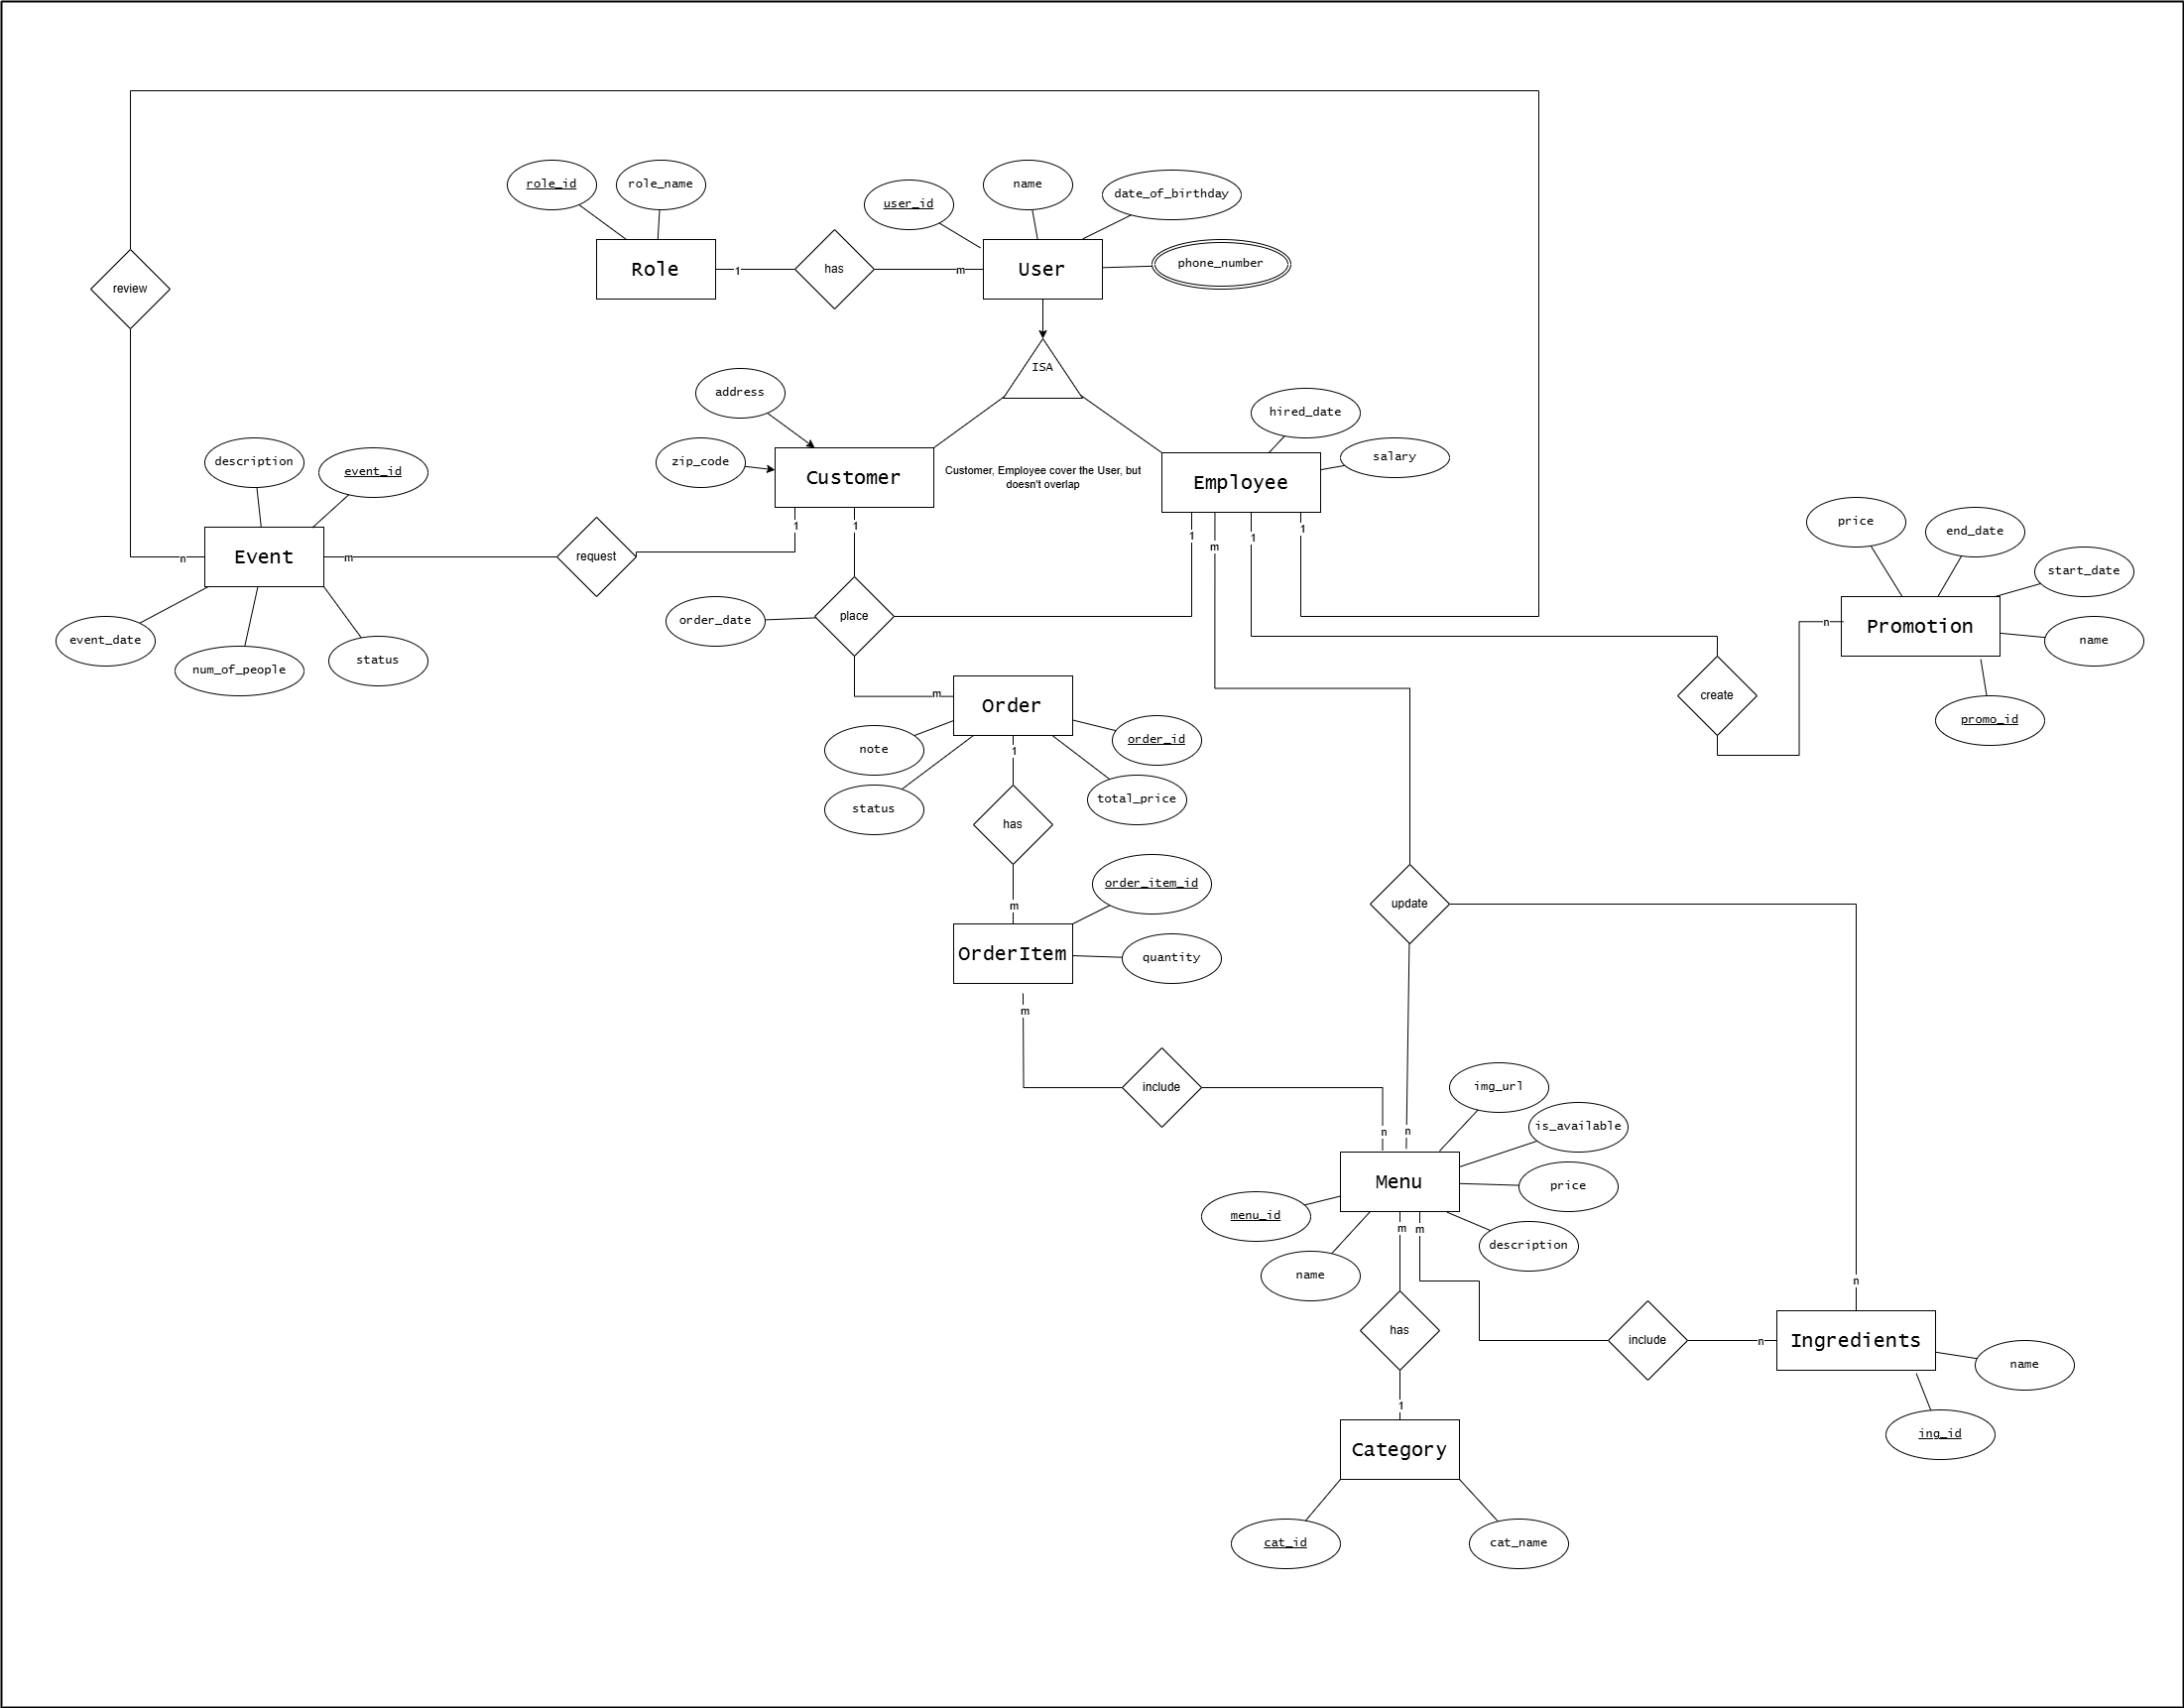 role_id
role_name
user_id
name
date_of_birthday
phone_number
Role
1
has
m
User
review
ISA
address
zip_code
Customer
Customer, Employee cover the User, but
doesn't overlap
hired_date
salary
Employee
description
event_id
Event
n
m
request
1
1
1
m
1
1
event_date
num_of_people
status
order_date
place
m
price
end_date
start_date
n
Promotion
name
create
promo_id
Order
note
status
1
order_id
total_price
has
m
order_item_id
OrderItem
quantity
m
update
include
n
n
img_url
is_available
Menu
price
menu_id
name
description
m
m
has
include
n
n
Ingredients
name
ing_id
1
Category
cat_id
cat_name